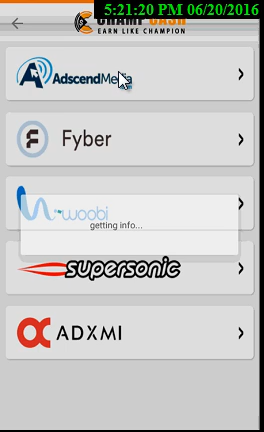 5:21:20 PM 06/20/2016
CHAMP CASH
EARN LIKE CHAMPION
AdscendMedia
Fyber
woobi
getting info...
supersonic
ADXMI